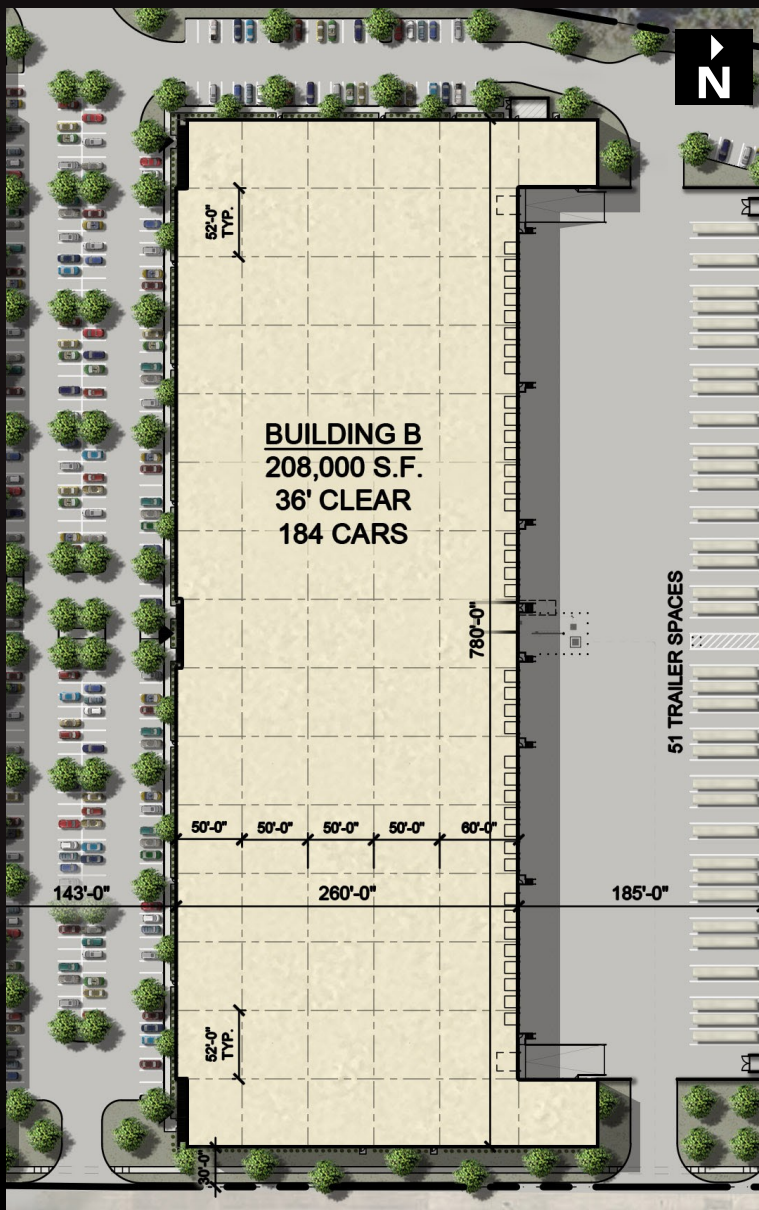 N
52'-0"
TYP.
BUILDING B
208,000 S.F.
36' CLEAR
184 CARS
780'-0"
51 TRAILER SPACES
50'-0"
50'-0"
50'-0"
50'-0"
60'-0"
143'-0"
260'-0"
185'-0"
52'-0"
TYP.
30'-0"